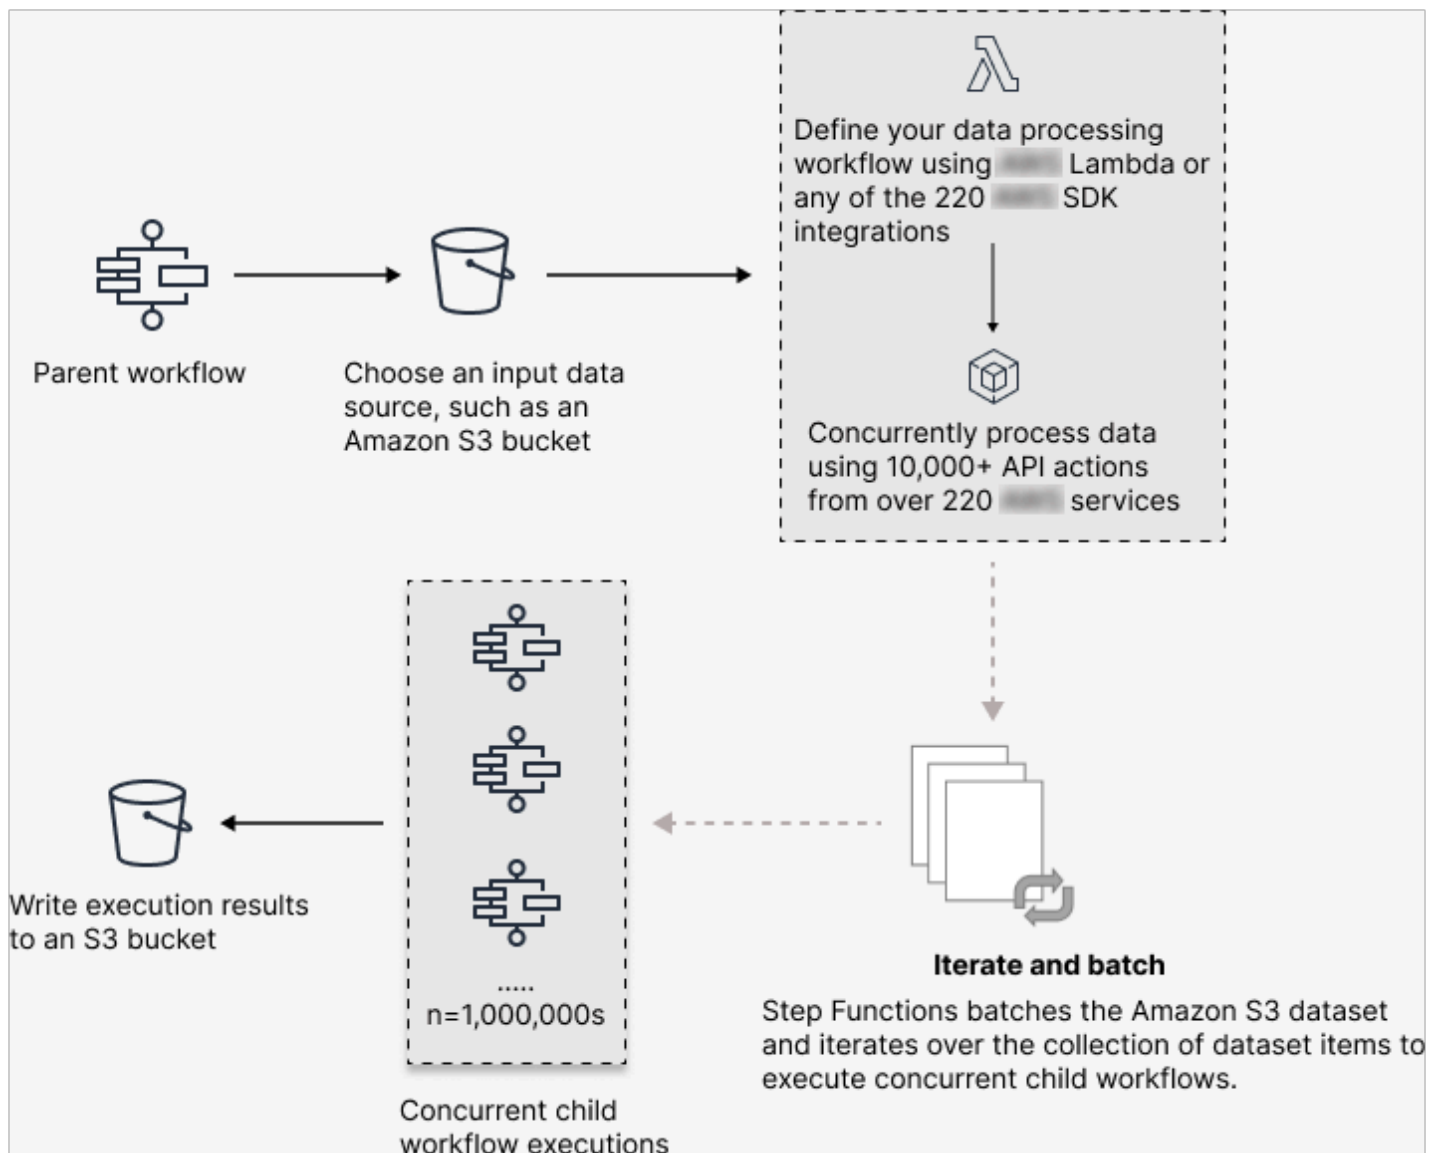 Define your data processing
workflow using Lambda or
any of the 220 SDK
integrations
Parent workflow
Choose an input data
source, such as an
Amazon S3 bucket
Concurrently process data
using 10,000+ API actions
from over 220 services
Write execution results
to an S3 bucket
.....
n=1,000,000s
Concurrent child
workflow executions
Iterate and batch
Step Functions batches the Amazon S3 dataset
and iterates over the collection of dataset items to
execute concurrent child workflows.